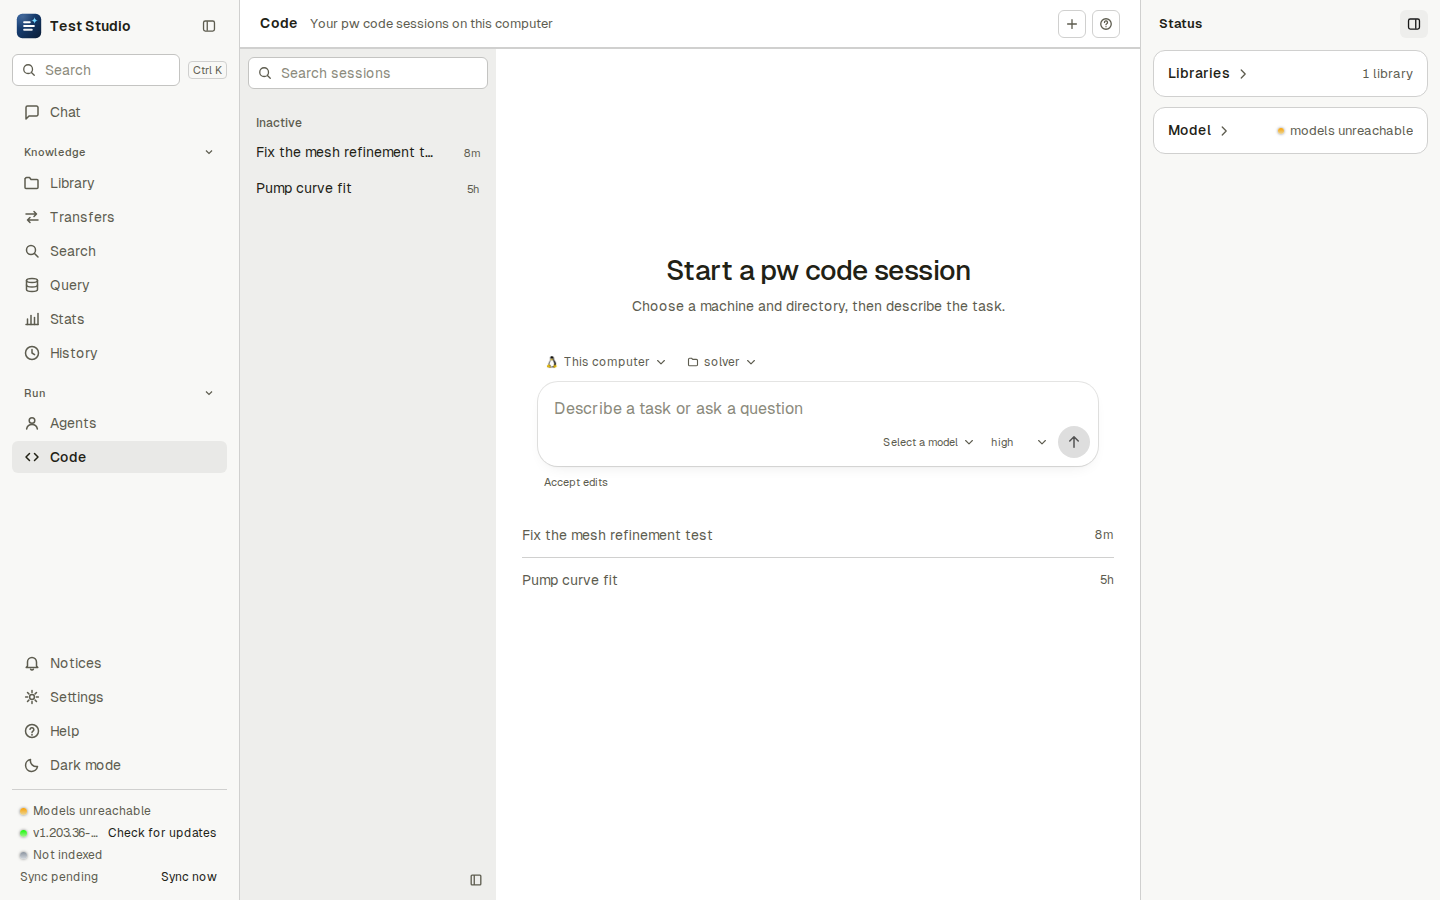 Test Studio
Search
Ctrl K
Chat
Knowledge
Library
Transfers
Search
Query
Stats
History
Run
Agents
Code
Notices
Settings
Help
Dark mode
Models unreachable
v1.203.36-... Check for updates
Not indexed
Sync pending Sync now
Code Your pw code sessions on this computer
Search sessions
Inactive
Fix the mesh refinement t... 8m
Pump curve fit 5h
Start a pw code session
Choose a machine and directory, then describe the task.
This computer solver
Describe a task or ask a question
Select a model high
Accept edits
Fix the mesh refinement test 8m
Pump curve fit 5h
Status
Libraries 1 library
Model models unreachable